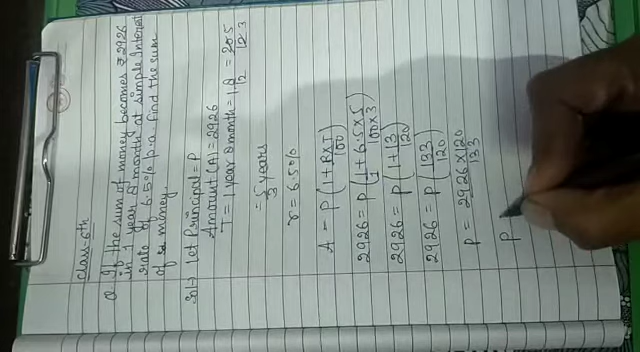 class-6th
Q. If the sum of money becomes ₹2926
in 1 year 8 months at simple interest
rate of 6.5% p.a find the sum
of money.
Sol:- Let Principal = P
Amount (A) = 2926
T = 1 year 8 month = 1 8/12 = 20/12 5/3
= 5/3 years
r = 6.5%
A = P (1 + R×T/100)
2926 = P (1 + 6.5×5/100×3)
2926 = P (1 + 13/120)
2926 = P (133/120)
P = 2926×120/133
P